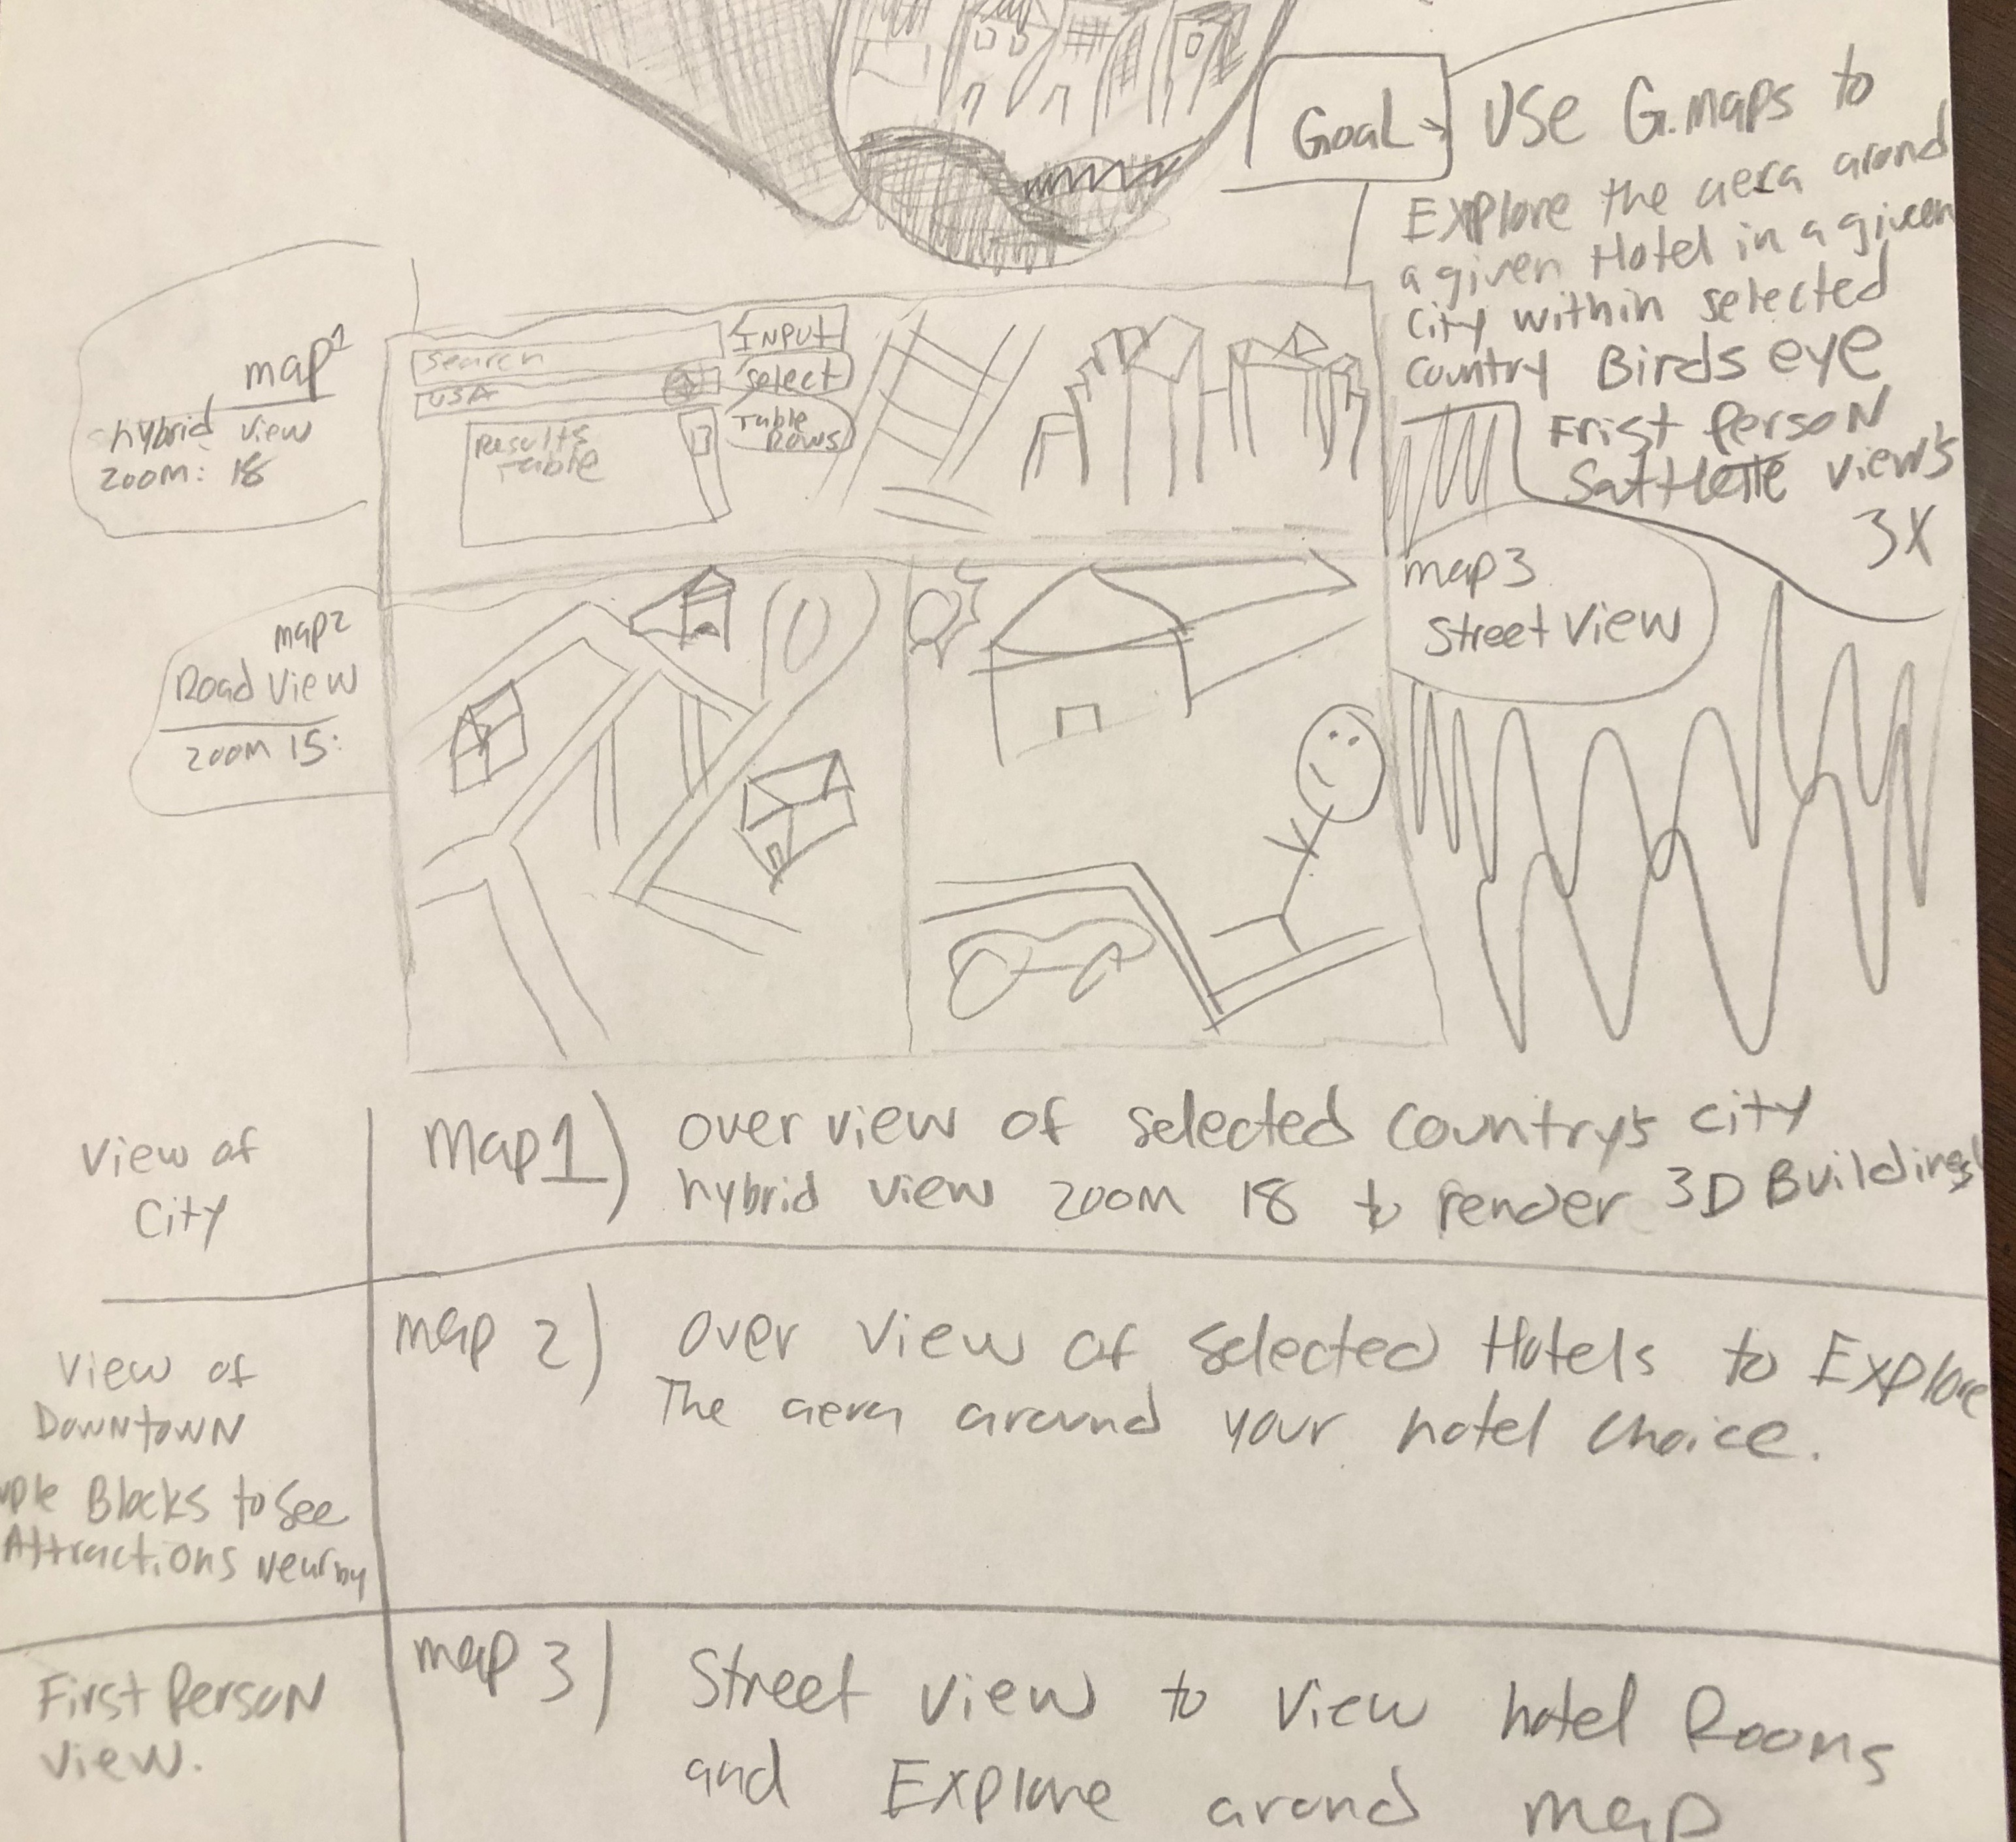 Goal → USE G.maps to
Explore the aera arond
a given Hotel in a given
City within selected
Country Birds eye
Frist Person
Sattlette views
3X
map1
hybrid view
zoom: 18
Search
USA
Results
Table
INPUT
Select
Table
Rows
map2
Road View
zoom 15:
map3
Street View
View of
City
Map1) over view of selected Country's City
hybrid view zoom 18 to render 3D Buildings
View of
Downtown
Blocks to see
Attractions Nearby
map 2) Over View of Selected Hotels to Explore
The aera around your hotel choice.
First Person
View.
map 3) Street view to View hotel Rooms
and Explore arond map